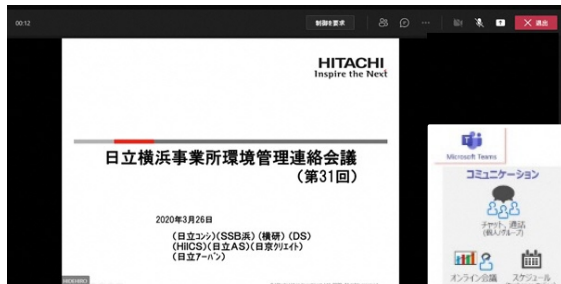 00:12
制御を要求
退出
HITACHI
Inspire the Next
日立横浜事業所環境管理連絡会議
(第31回)
2020年3月26日
(日立コンシ)(SSB浜) (横研) (DS)
(HIICS)(日立AS)(日京クリエイト)
(日立アーバン)
Microsoft Teams
コミュニケーション
チャット, 通話
(個人/グループ)
オンライン会議
スケジュール